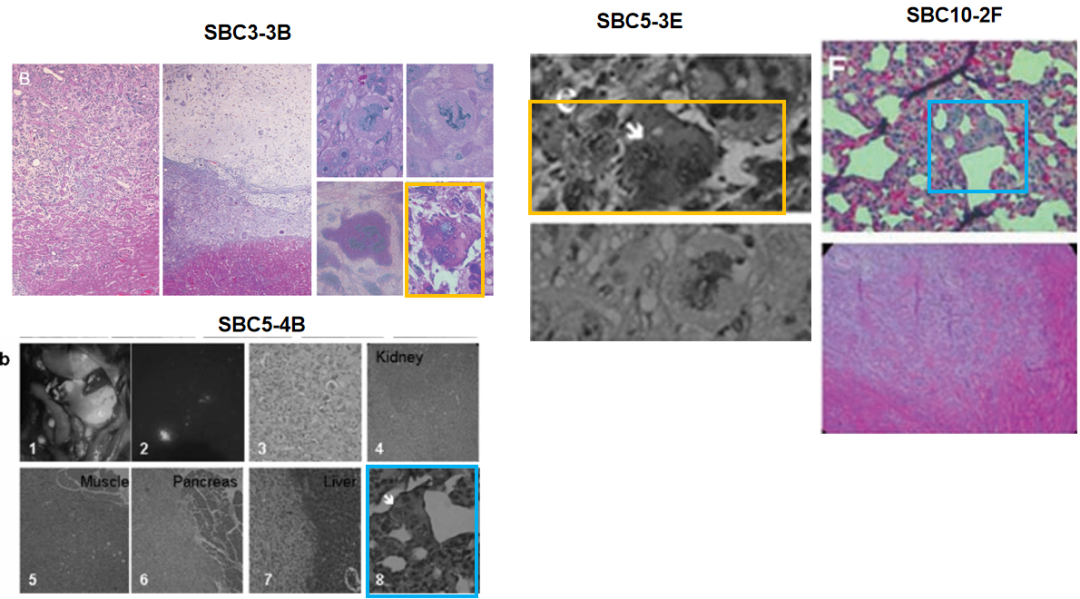 SBC3-3B
B
SBC5-3E
C
SBC10-2F
F
SBC5-4B
b
1
2
3
Kidney
4
Muscle
5
Pancreas
6
Liver
7
8